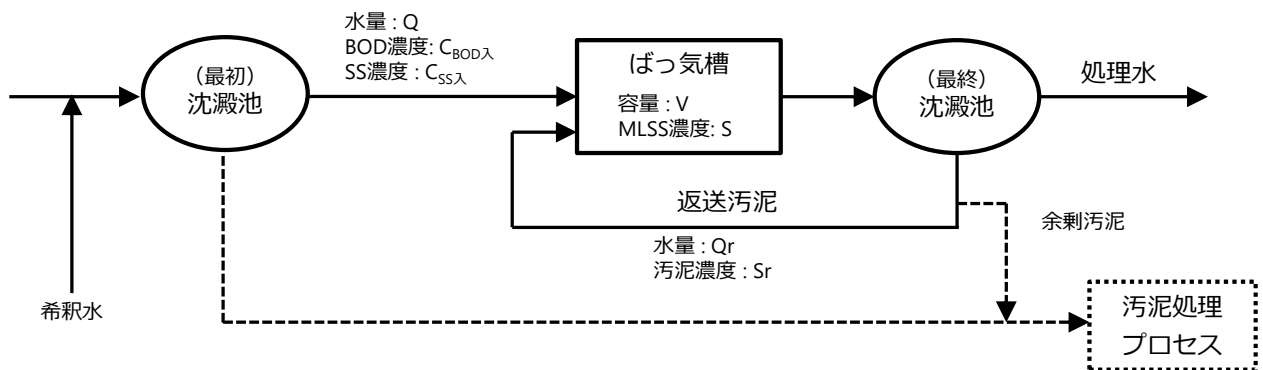 水量 : Q
BOD濃度: CBOD入
SS濃度 : CSS入
(最初)
沈澱池
ばっ気槽
容量 : V
MLSS濃度: S
(最終)
沈澱池
処理水
返送汚泥
水量 : Qr
汚泥濃度 : Sr
余剰汚泥
希釈水
汚泥処理
プロセス